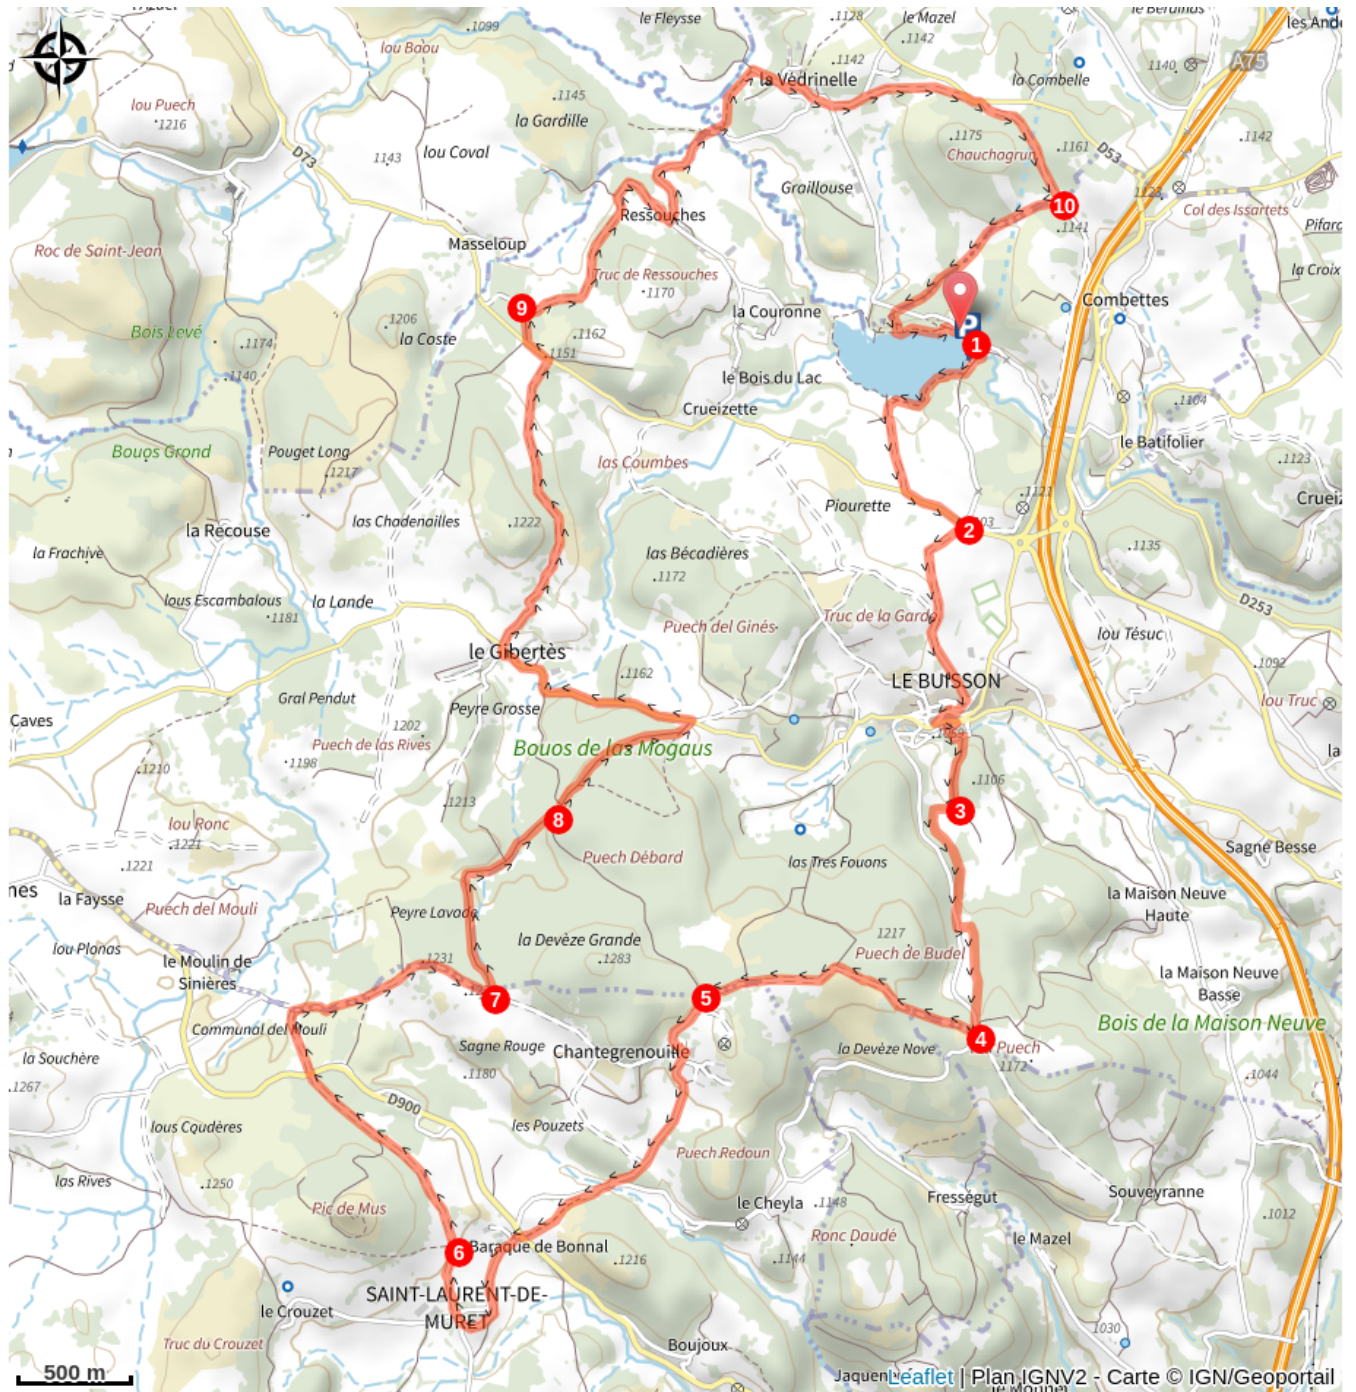 le Fleysse
.1128
le Mazel
.1142
.1099
lou Baou
les And
A75
1140
.1142
la Védrinelle
la Combelle
.1145
la Gardille
lou Puech
.1216
D73
1143
lou Coval
.1175
.1161
Chauchagrun
D53
.1142
1123
Graillouse
Col des Issartets
10
.1141
Ressouches
Pifarc
Masseloup
Roc de Saint-Jean
la Croix
Truc de Ressouches
.1170
Combettes
9
la Couronne
P
1
.1206
la Coste
Bois Levé
.1174
.1162
1151
.1140
le Bois du Lac
.1104
Crueizette
le Batifolier
Bouos Grond
Pouget Long
.1217
las Coumbes
.1123
.1121
Crueiz
Piourette
las Chadenailles
.1222
la Recouse
2
la Frachive
las Bécadières
.1172
.1135
lous Escambalous
.1181
la Lande
D253
Truc de la Garde
Puech del Ginés
lou Tésuc
le Gibertès
.1092
.1162
LE BUISSON
Gral Pendut
Peyre Grosse
lou Truc
Caves
1202
Puech de las Rives
Bouos de las Mogaus
la
.1198
.1210
.1106
.1213
3
8
lou Ronc
.1221
.1221
Puech Débard
las Tres Fouons
Sagne Besse
nes
la Faysse
Puech del Mouli
Peyre Lavade
la Maison Neuve
Haute
lou Plonas
la Devèze Grande
.1283
1217
Puech de Budel
le Moulin de
Sinières
.1231
la Maison Neuve
Basse
7
5
Communal del Mouli
Bois de la Maison Neuve
4
Puech
la Souchère
Sagne Rouge
Chantegrenouille
la Devèze Nove
1172
.1267
.1180
.1044
D900
lous Coudères
les Pouzets
Puech Redoun
las Rives
.1250
Pic de Mus
le Cheyla
.1148
Fressègut
Souveyranne
.1012
6
Baraque de Bonnal
.1216
.1144
Ronc Daudé
le Mazel
SAINT-LAURENT-DE-
MURET
le Crouzet
Truc du Crouzet
Boujoux
1030
500 m
Leaflet | Plan IGNV2 - Carte © IGN/Geoportail